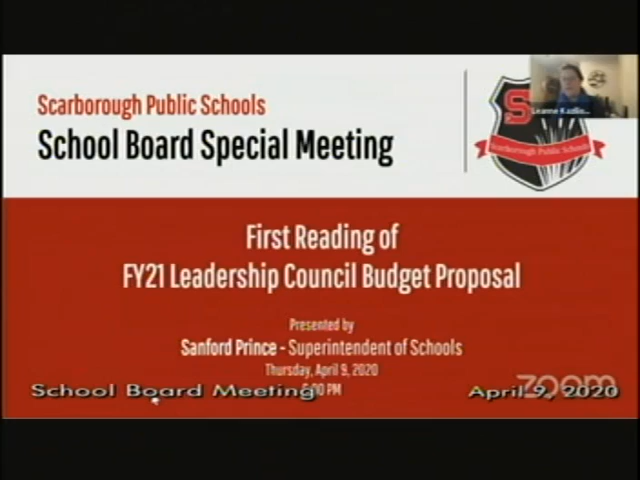 Scarborough Public Schools
School Board Special Meeting
S
Scarborough Public Schools
First Reading of
FY21 Leadership Council Budget Proposal
Presented by
Sanford Prince - Superintendent of Schools
Thursday, April 9, 2020
PM
School Board Meeting
April 9, 2020
zoom